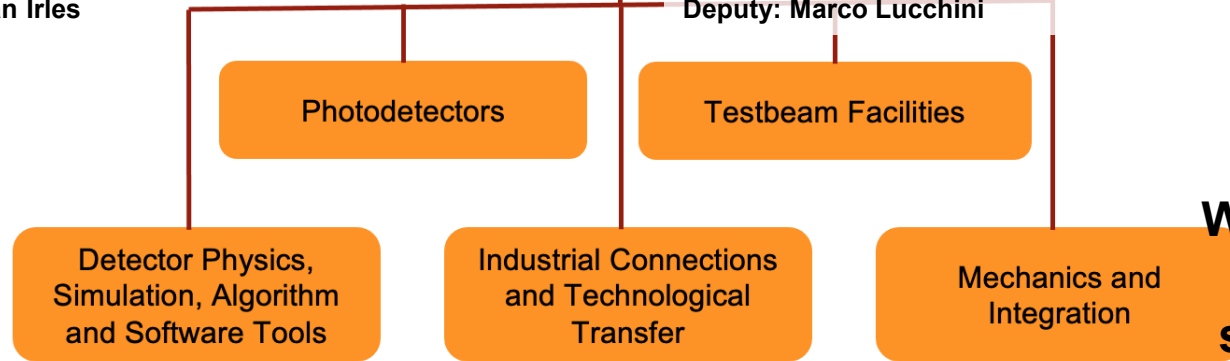 Irles
Deputy: Marco Lucchini
Photodetectors
Testbeam Facilities
Detector Physics,
Simulation, Algorithm
and Software Tools
Industrial Connections
and Technological
Transfer
Mechanics and
Integration